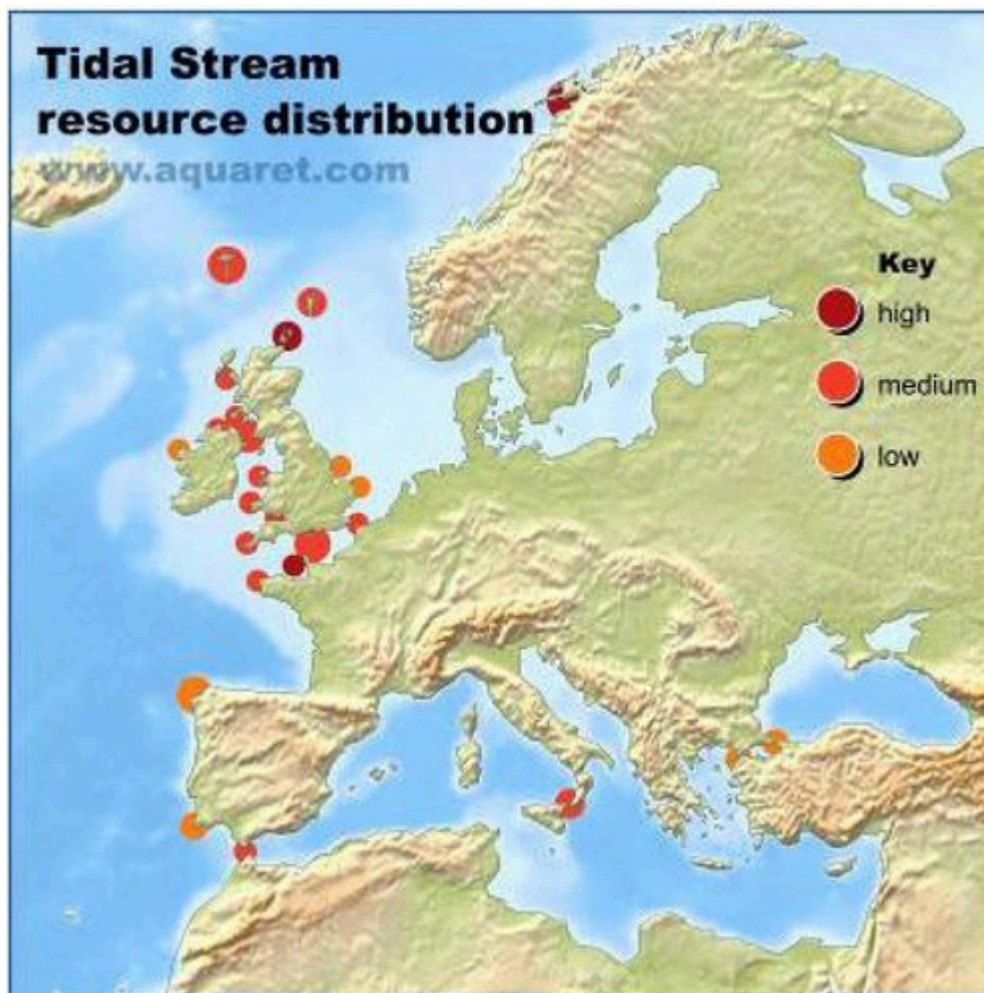 Tidal Stream
resource distribution
www.aquaret.com
Key
high
medium
low